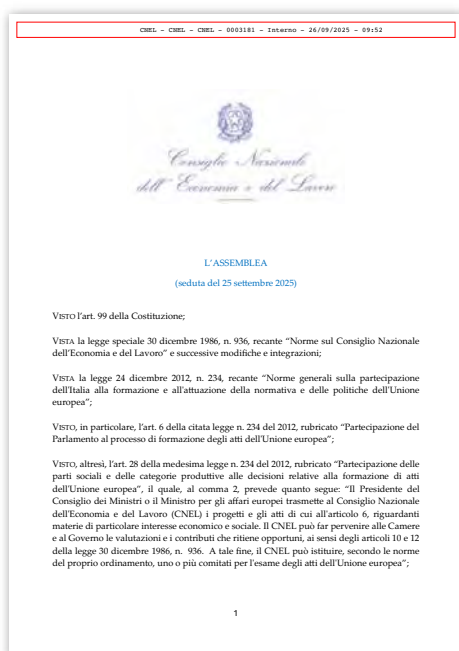 CNEL - CNEL - CNEL - 0003181 - Interno - 26/09/2025 - 09:52
Consiglio Nazionale
dell'Economia e del Lavoro
L'ASSEMBLEA
(seduta del 25 settembre 2025)
VISTO l'art. 99 della Costituzione;
VISTA la legge speciale 30 dicembre 1986, n. 936, recante "Norme sul Consiglio Nazionale
dell'Economia e del Lavoro" e successive modifiche e integrazioni;
VISTA la legge 24 dicembre 2012, n. 234, recante "Norme generali sulla partecipazione
dell'Italia alla formazione e all'attuazione della normativa e delle politiche dell'Unione
europea";
VISTO, in particolare, l'art. 6 della citata legge n. 234 del 2012, rubricato "Partecipazione del
Parlamento al processo di formazione degli atti dell'Unione europea";
VISTO, altresì, l'art. 28 della medesima legge n. 234 del 2012, rubricato "Partecipazione delle
parti sociali e delle categorie produttive alle decisioni relative alla formazione di atti
dell'Unione europea", il quale, al comma 2, prevede quanto segue: "Il Presidente del
Consiglio dei Ministri o il Ministro per gli affari europei trasmette al Consiglio Nazionale
dell'Economia e del Lavoro (CNEL) i progetti e gli atti di cui all'articolo 6, riguardanti
materie di particolare interesse economico e sociale. Il CNEL può far pervenire alle Camere
e al Governo le valutazioni e i contributi che ritiene opportuni, ai sensi degli articoli 10 e 12
della legge 30 dicembre 1986, n. 936. A tale fine, il CNEL può istituire, secondo le norme
del proprio ordinamento, uno o più comitati per l'esame degli atti dell'Unione europea";
1